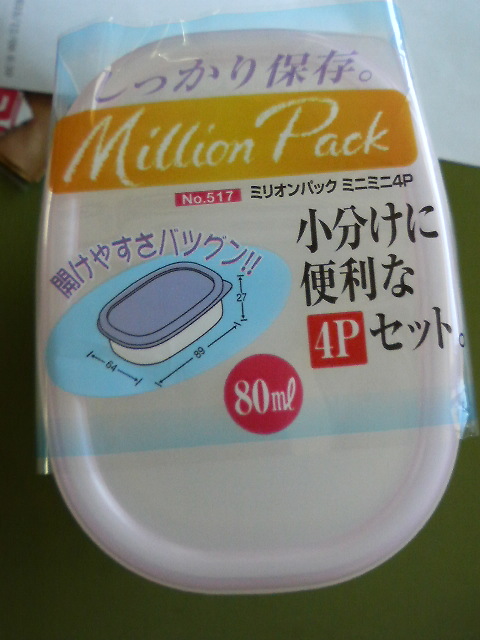 しっかり保存。
Million Pack
No.517 ミリオンパック ミニミニ4P
小分けに
便利な
4Pセット。
開けやすさバツグン!!
27
64
89
80ml